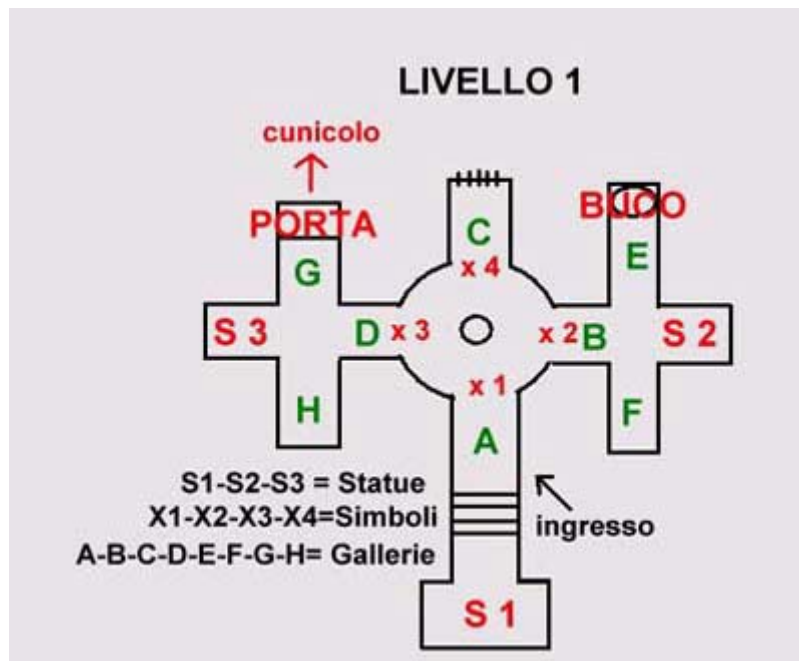 LIVELLO 1
cunicolo
PORTA
BUCO
C
G
x 4
E
S 3
D
x 3
x 2
B
S 2
x 1
H
F
A
S1-S2-S3 = Statue
X1-X2-X3-X4=Simboli
ingresso
A-B-C-D-E-F-G-H= Gallerie
S 1